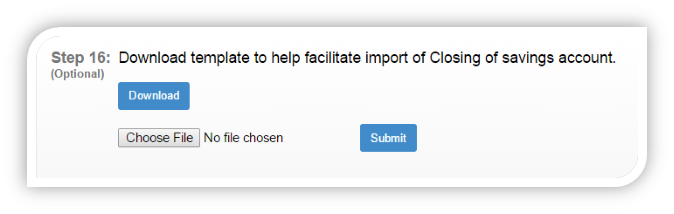 Step 16: Download template to help facilitate import of Closing of savings account.
(Optional)
Download
Choose File No file chosen Submit